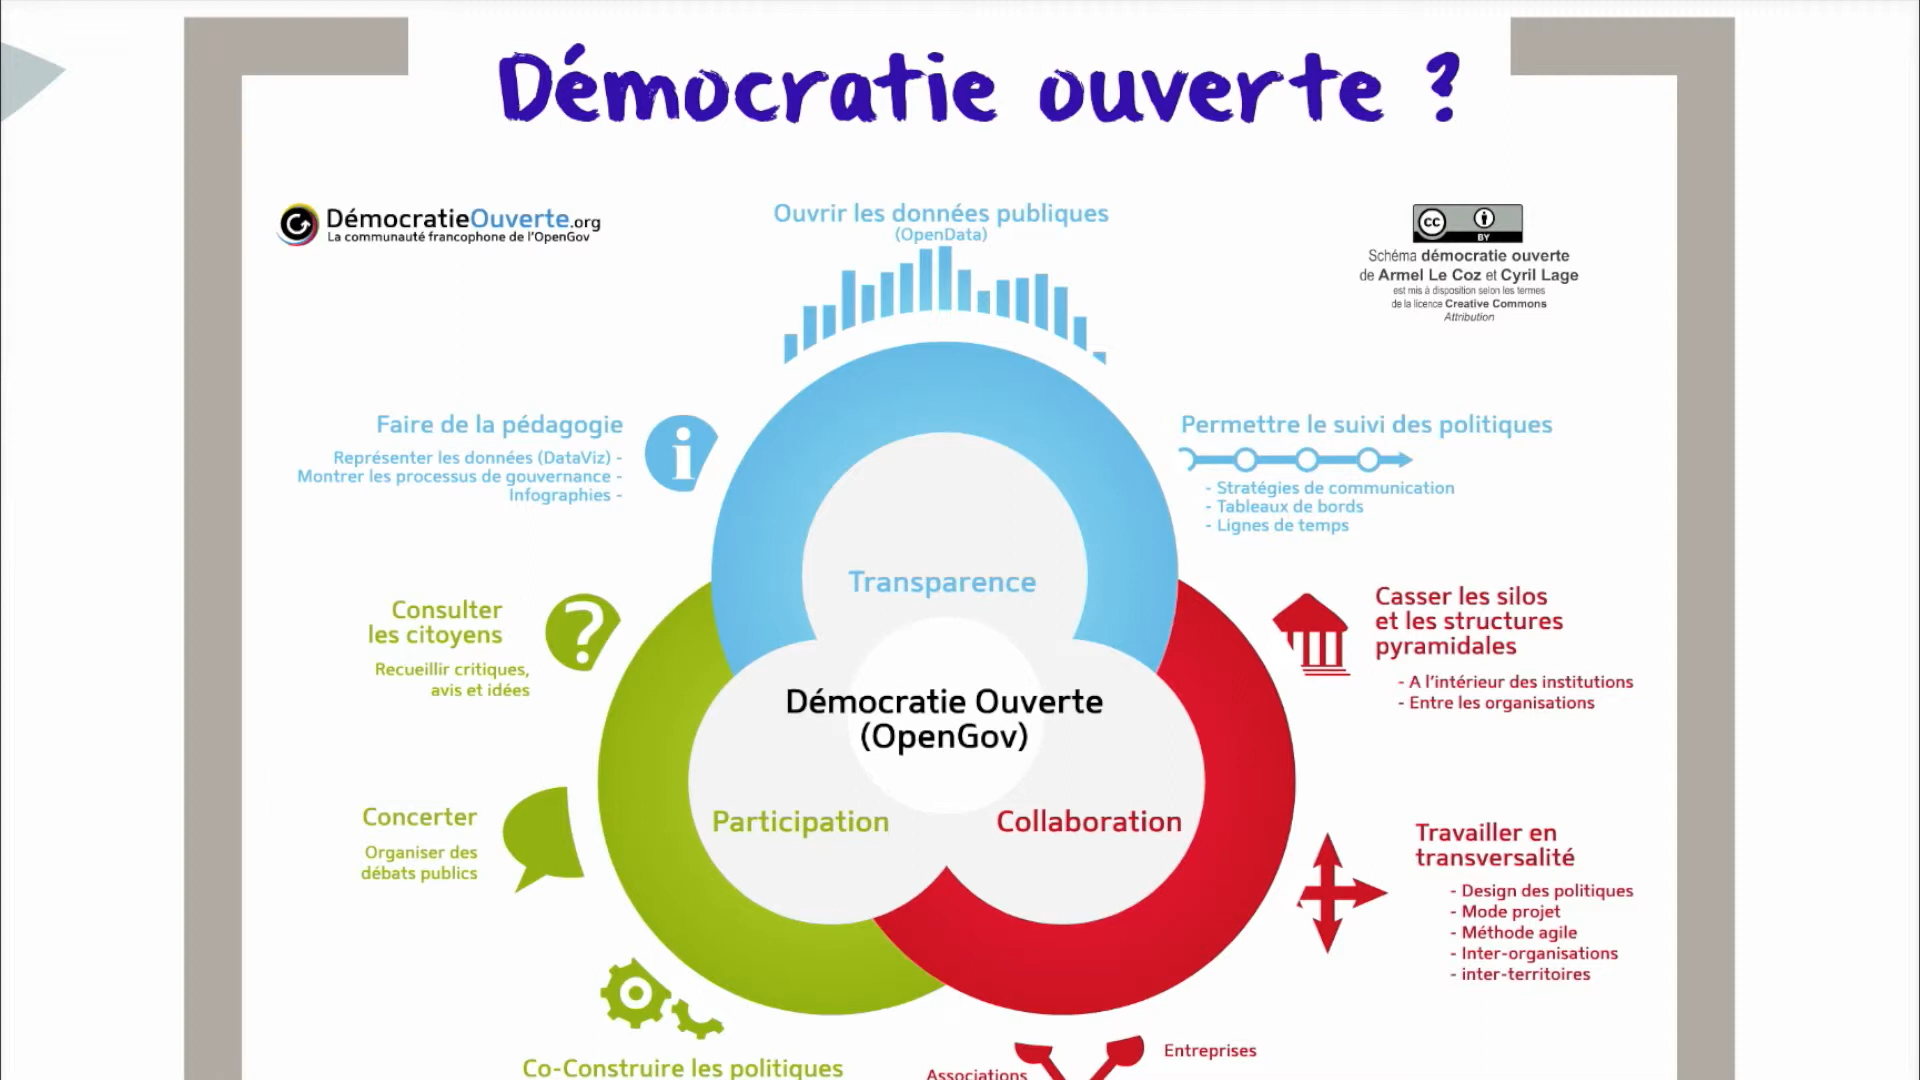 Démocratie ouverte ?
DémocratieOuverte.org
La communauté francophone de l'OpenGov
Ouvrir les données publiques
(OpenData)
CC
BY
Schéma démocratie ouverte
de Armel Le Coz et Cyril Lage
est mis à disposition selon les termes
de la licence Creative Commons
Attribution
Faire de la pédagogie
Représenter les données (DataViz) -
Montrer les processus de gouvernance -
Infographies -
i
Permettre le suivi des politiques
- Stratégies de communication
- Tableaux de bords
- Lignes de temps
Transparence
Consulter
les citoyens
Recueillir critiques,
avis et idées
?
Casser les silos
et les structures
pyramidales
- A l'intérieur des institutions
- Entre les organisations
Démocratie Ouverte
(OpenGov)
Participation
Collaboration
Concerter
Organiser des
débats publics
Travailler en
transversalité
- Design des politiques
- Mode projet
- Méthode agile
- Inter-organisations
- inter-territoires
Co-Construire les politiques
Entreprises
Associations